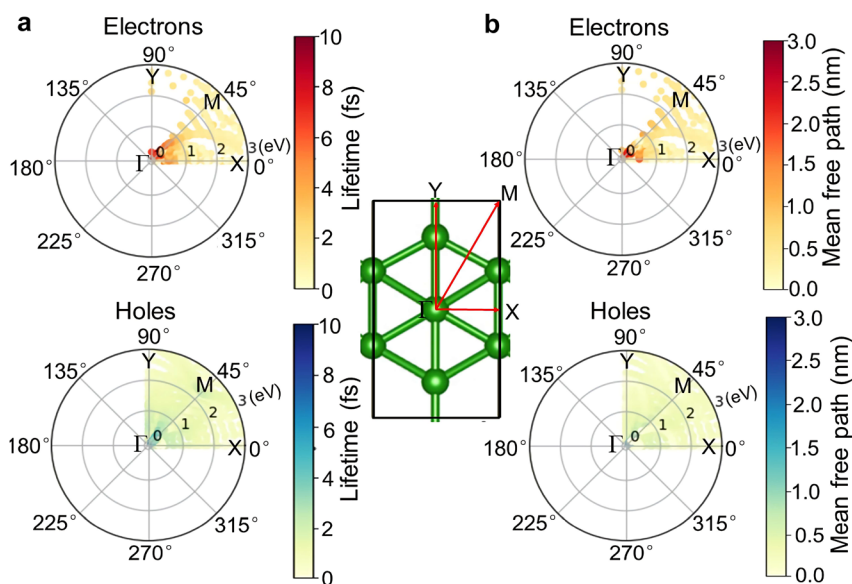 a
Electrons
90°
135°
45°
Y
M
Γ
0
1
2
3(eV)
X
180°
0°
225°
315°
270°
10
8
6
4
2
0
Lifetime (fs)
b
Electrons
90°
135°
45°
Y
M
Γ
0
1
2
3(eV)
X
180°
0°
225°
315°
270°
3.0
2.5
2.0
1.5
1.0
0.5
0.0
Mean free path (nm)
Y
M
Γ
X
Holes
90°
135°
45°
Y
M
3(eV)
Γ
0
1
2
X
180°
0°
225°
315°
270°
10
8
6
4
2
0
Lifetime (fs)
Holes
90°
135°
45°
Y
M
3(eV)
Γ
0
1
2
X
180°
0°
225°
315°
270°
3.0
2.5
2.0
1.5
1.0
0.5
0.0
Mean free path (nm)